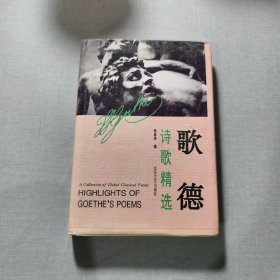 歌德
诗歌精选
A Collection of Global Classical Poems
HIGHLIGHTS OF
GOETHE'S POEMS